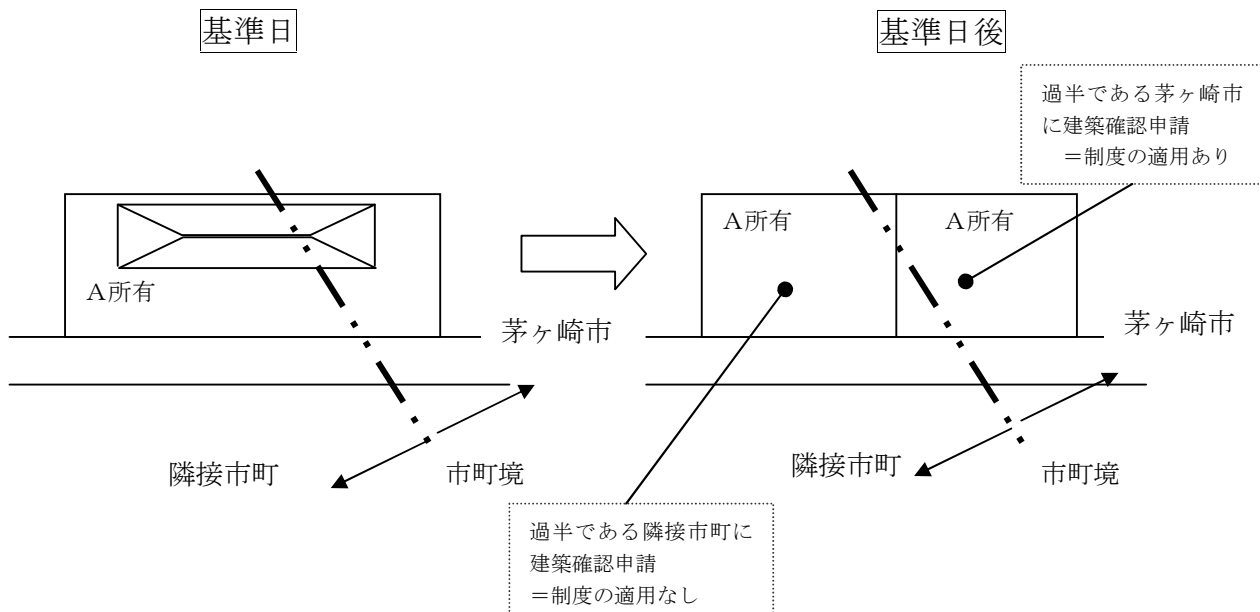 基準日
A所有
茅ヶ崎市
隣接市町
市町境
基準日後
過半である茅ヶ崎市
に建築確認申請
＝制度の適用あり
A所有
A所有
茅ヶ崎市
隣接市町
市町境
過半である隣接市町に
建築確認申請
＝制度の適用なし